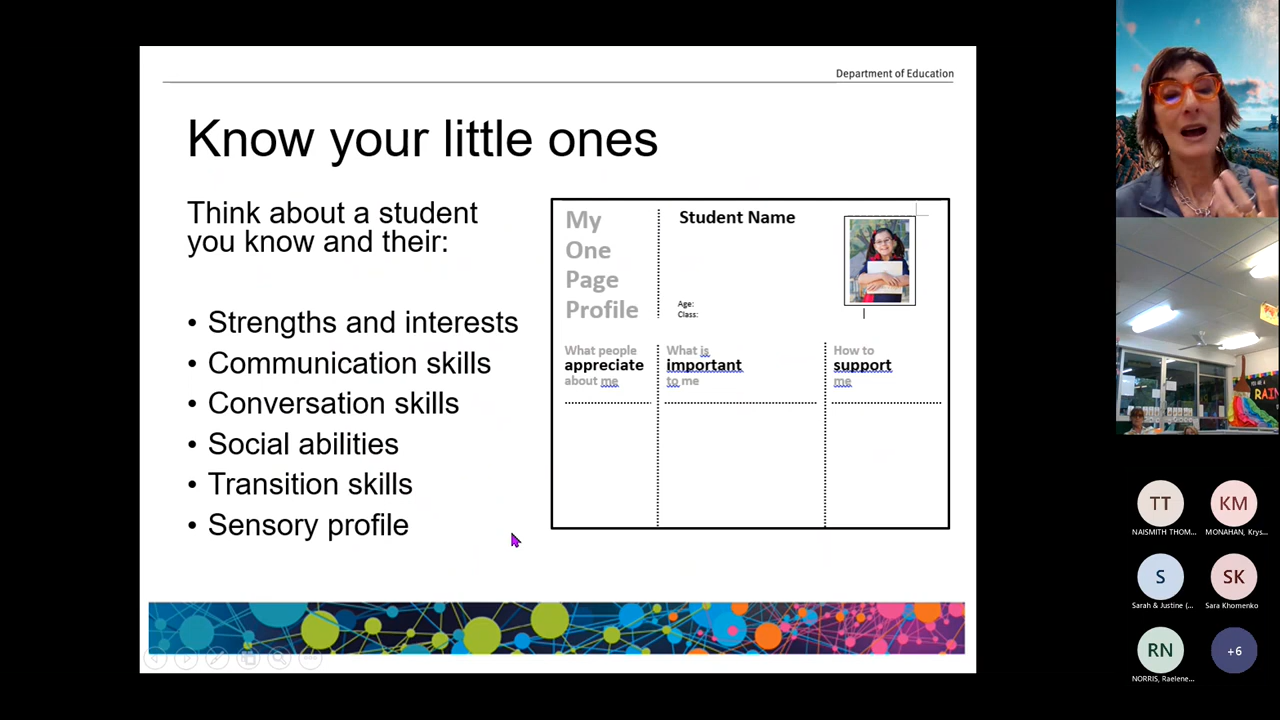 Department of Education
Know your little ones
Think about a student
you know and their:
• Strengths and interests
• Communication skills
• Conversation skills
• Social abilities
• Transition skills
• Sensory profile
My
One
Page
Profile
Student Name
Age:
Class:
What people
appreciate
about me
What is
important
to me
How to
support
me
RAIN
TT
NAISMITH THOM...
KM
MONAHAN, Krys...
S
Sarah & Justine (...
SK
Sara Khomenko
RN
NORRIS, Raelene...
+6